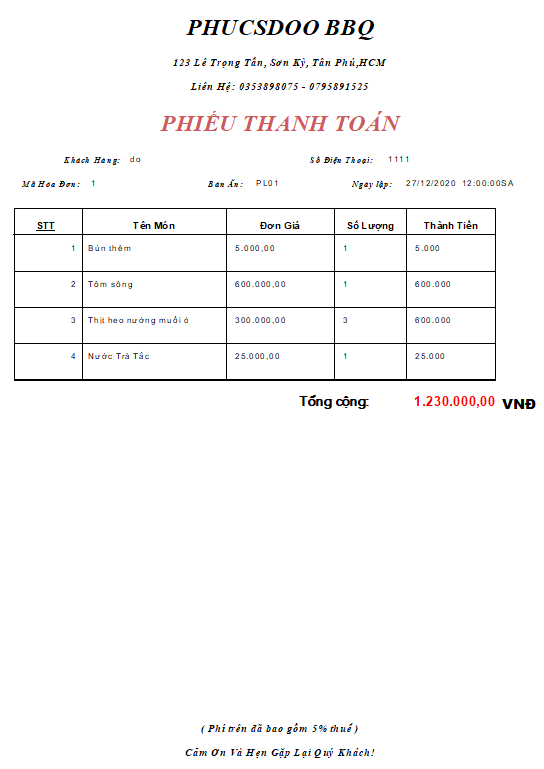 PHUCSDOO BBQ
123 Lê Trọng Tấn, Sơn Kỳ, Tân Phú,HCM
Liên Hệ: 0353898075 - 0795891525
PHIẾU THANH TOÁN
Khách Hàng: do Số Điện Thoại: 1111
Mã Hóa Đơn: 1 Bàn Ăn: PL01 Ngày lập: 27/12/2020 12:00:00SA
STT Tên Món Đơn Giá Số Lượng Thành Tiền
1 Bún thêm 5.000,00 1 5.000
2 Tôm sông 600.000,00 1 600.000
3 Thịt heo nướng muối ớ 300.000,00 3 600.000
4 Nước Trà Tắc 25.000,00 1 25.000
Tổng cộng: 1.230.000,00 VNĐ
( Phí trên đã bao gồm 5% thuế )
Cảm Ơn Và Hẹn Gặp Lại Quý Khách!